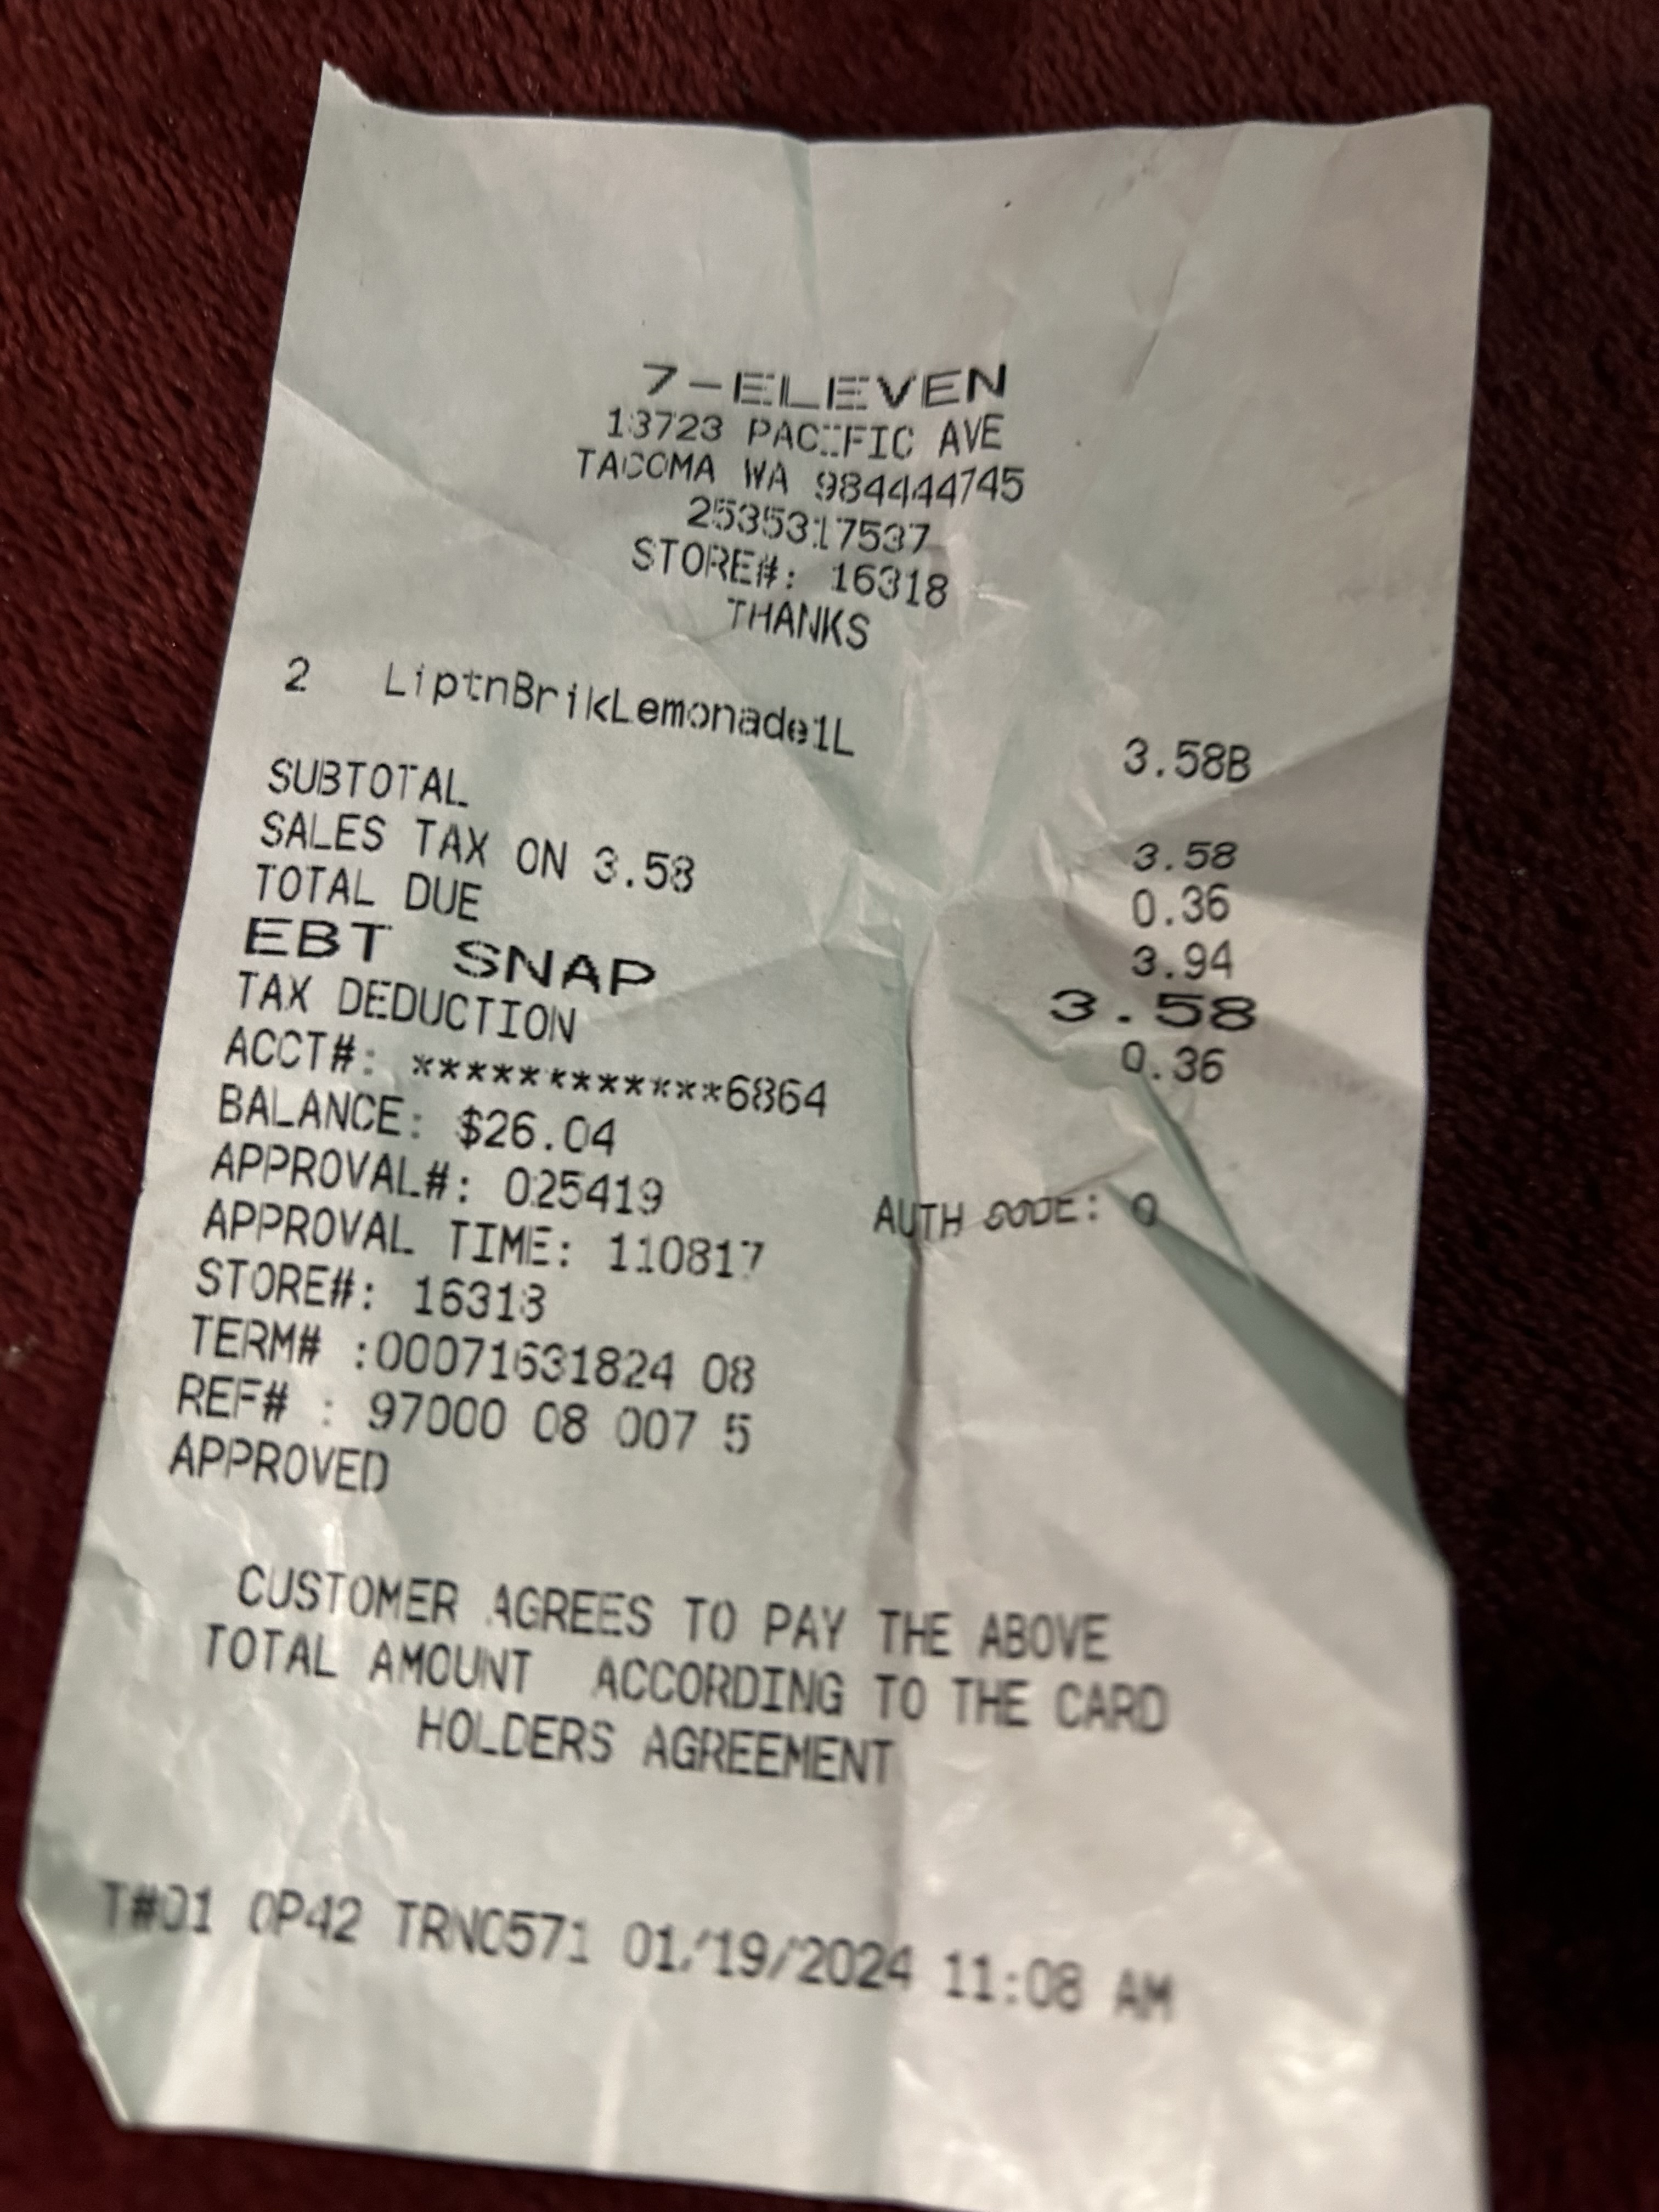 7-ELEVEN
13723 PACIFIC AVE
TACOMA WA 984444745
2535317537
STORE#: 16318
THANKS
2 LiptnBrikLemonade1L 3.58B
SUBTOTAL 3.58
SALES TAX ON 3.58 0.36
TOTAL DUE 3.94
EBT SNAP 3.58
TAX DEDUCTION 0.36
ACCT#: ************6864
BALANCE: $26.04
APPROVAL#: 025419 AUTH CODE: 0
APPROVAL TIME: 110817
STORE#: 16318
TERM# :00071631824 08
REF# : 97000 08 007 5
APPROVED
CUSTOMER AGREES TO PAY THE ABOVE
TOTAL AMOUNT ACCORDING TO THE CARD
HOLDERS AGREEMENT
T#01 OP42 TRN0571 01/19/2024 11:08 AM